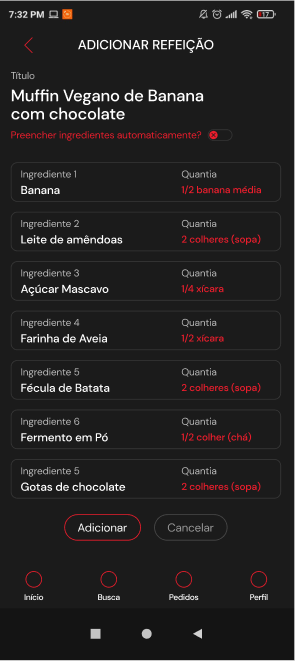 7:32 PM 17
ADICIONAR REFEIÇÃO
Título
Muffin Vegano de Banana
com chocolate
Preencher ingredientes automaticamente?
Ingrediente 1 Quantia
Banana 1/2 banana média
Ingrediente 2 Quantia
Leite de amêndoas 2 colheres (sopa)
Ingrediente 3 Quantia
Açúcar Mascavo 1/4 xícara
Ingrediente 4 Quantia
Farinha de Aveia 1/2 xícara
Ingrediente 5 Quantia
Fécula de Batata 2 colheres (sopa)
Ingrediente 6 Quantia
Fermento em Pó 1/2 colher (chá)
Ingrediente 5 Quantia
Gotas de chocolate 2 colheres (sopa)
Adicionar Cancelar
Início Busca Pedidos Perfil